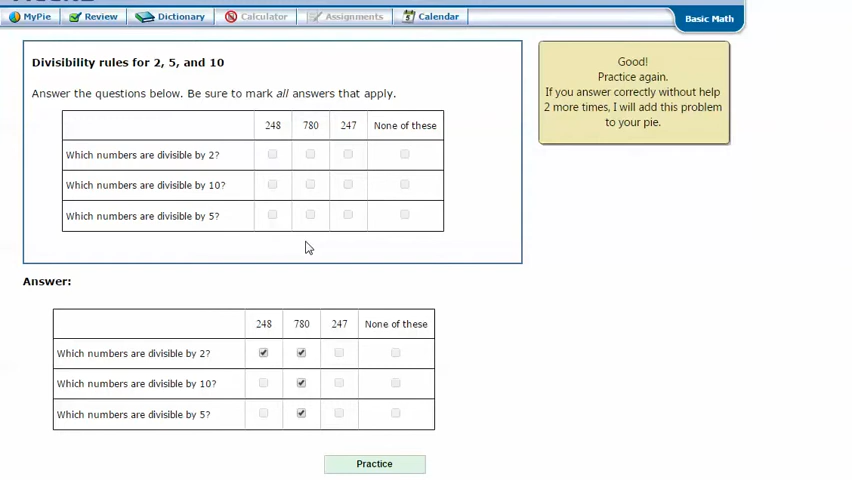 MyPie Review Dictionary Calculator Assignments 5 Calendar Basic Math
Divisibility rules for 2, 5, and 10
Answer the questions below. Be sure to mark all answers that apply.
248 780 247 None of these
Which numbers are divisible by 2?
Which numbers are divisible by 10?
Which numbers are divisible by 5?
Good!
Practice again.
If you answer correctly without help
2 more times, I will add this problem
to your pie.
Answer:
248 780 247 None of these
Which numbers are divisible by 2?
Which numbers are divisible by 10?
Which numbers are divisible by 5?
Practice